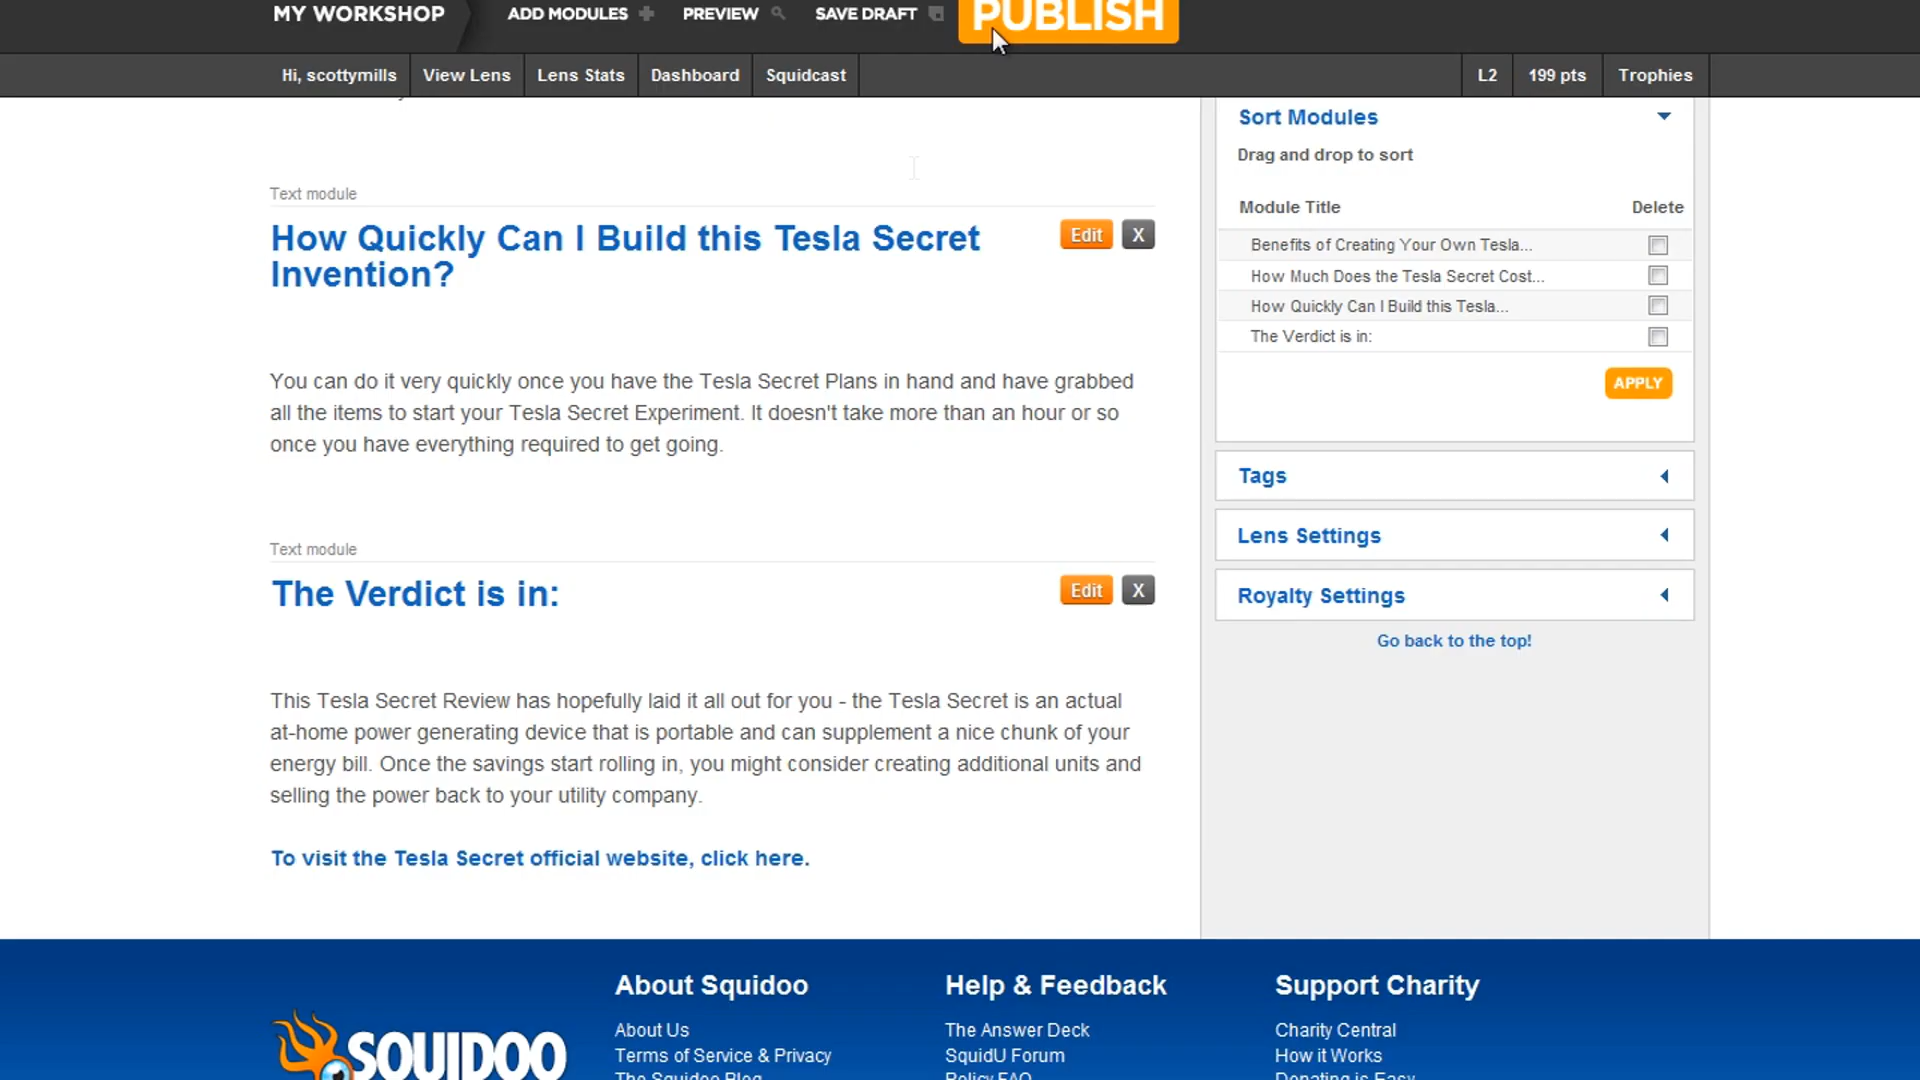 MY WORKSHOP
ADD MODULES
PREVIEW
SAVE DRAFT
PUBLISH
Hi, scottymills
View Lens
Lens Stats
Dashboard
Squidcast
L2
199 pts
Trophies
Text module
How Quickly Can I Build this Tesla Secret
Invention?
Edit
X
You can do it very quickly once you have the Tesla Secret Plans in hand and have grabbed
all the items to start your Tesla Secret Experiment. It doesn't take more than an hour or so
once you have everything required to get going.
Text module
The Verdict is in:
Edit
X
This Tesla Secret Review has hopefully laid it all out for you - the Tesla Secret is an actual
at-home power generating device that is portable and can supplement a nice chunk of your
energy bill. Once the savings start rolling in, you might consider creating additional units and
selling the power back to your utility company.
To visit the Tesla Secret official website, click here.
Sort Modules
Drag and drop to sort
Module Title
Delete
Benefits of Creating Your Own Tesla...
How Much Does the Tesla Secret Cost...
How Quickly Can I Build this Tesla...
The Verdict is in:
APPLY
Tags
Lens Settings
Royalty Settings
Go back to the top!
SQUIDOO
About Squidoo
About Us
Terms of Service & Privacy
The Squidoo Blog
Help & Feedback
The Answer Deck
SquidU Forum
Policy FAQ
Support Charity
Charity Central
How it Works
Donating is Easy